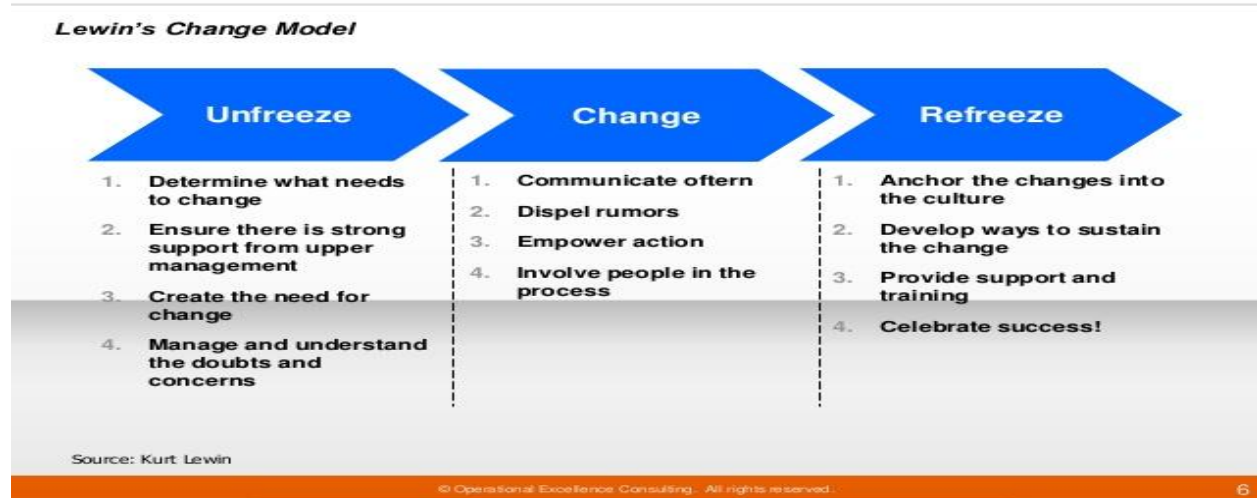 Lewin's Change Model
Unfreeze
1. Determine what needs
to change
2. Ensure there is strong
support from upper
management
3. Create the need for
change
4. Manage and understand
the doubts and
concerns
Change
1. Communicate oftern
2. Dispel rumors
3. Empower action
4. Involve people in the
process
Refreeze
1. Anchor the changes into
the culture
2. Develop ways to sustain
the change
3. Provide support and
training
4. Celebrate success!
Source: Kurt Lewin
© Operational Excellence Consulting. All rights reserved.
6